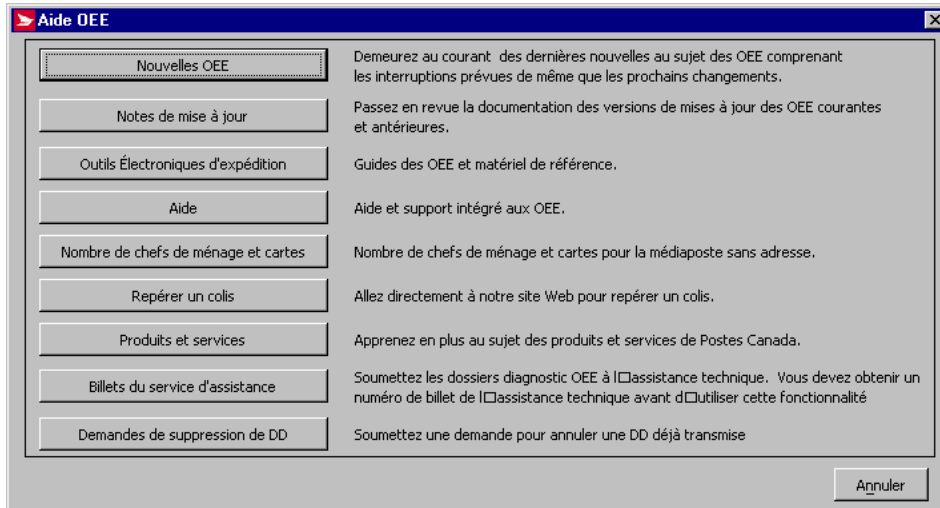 Aide OEE
Nouvelles OEE
Demeurez au courant des dernières nouvelles au sujet des OEE comprenant
les interruptions prévues de même que les prochains changements.
Notes de mise à jour
Passez en revue la documentation des versions de mises à jour des OEE courantes
et antérieures.
Outils Électroniques d'expédition
Guides des OEE et matériel de référence.
Aide
Aide et support intégré aux OEE.
Nombre de chefs de ménage et cartes
Nombre de chefs de ménage et cartes pour la médiaposte sans adresse.
Repérer un colis
Allez directement à notre site Web pour repérer un colis.
Produits et services
Apprenez en plus au sujet des produits et services de Postes Canada.
Billets du service d'assistance
Soumettez les dossiers diagnostic OEE à l□assistance technique. Vous devez obtenir un
numéro de billet de l□assistance technique avant d□utiliser cette fonctionnalité
Demandes de suppression de DD
Soumettez une demande pour annuler une DD déjà transmise
Annuler